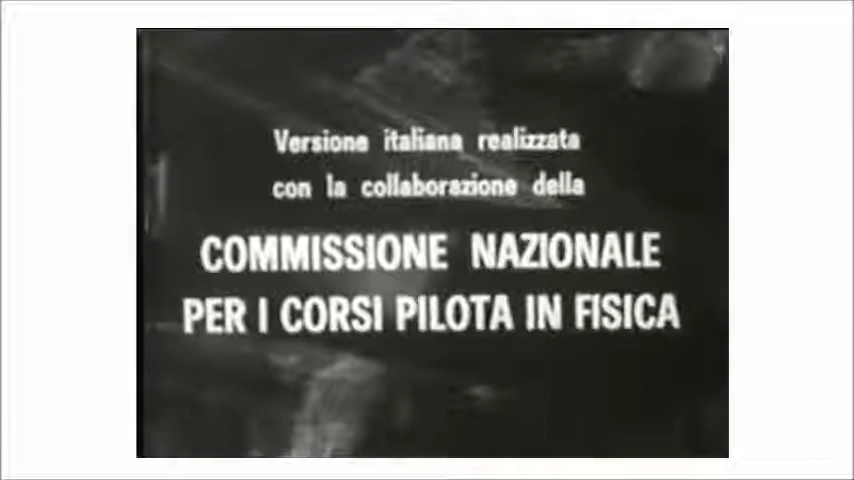 Versione italiana realizzata
con la collaborazione della
COMMISSIONE NAZIONALE
PER I CORSI PILOTA IN FISICA